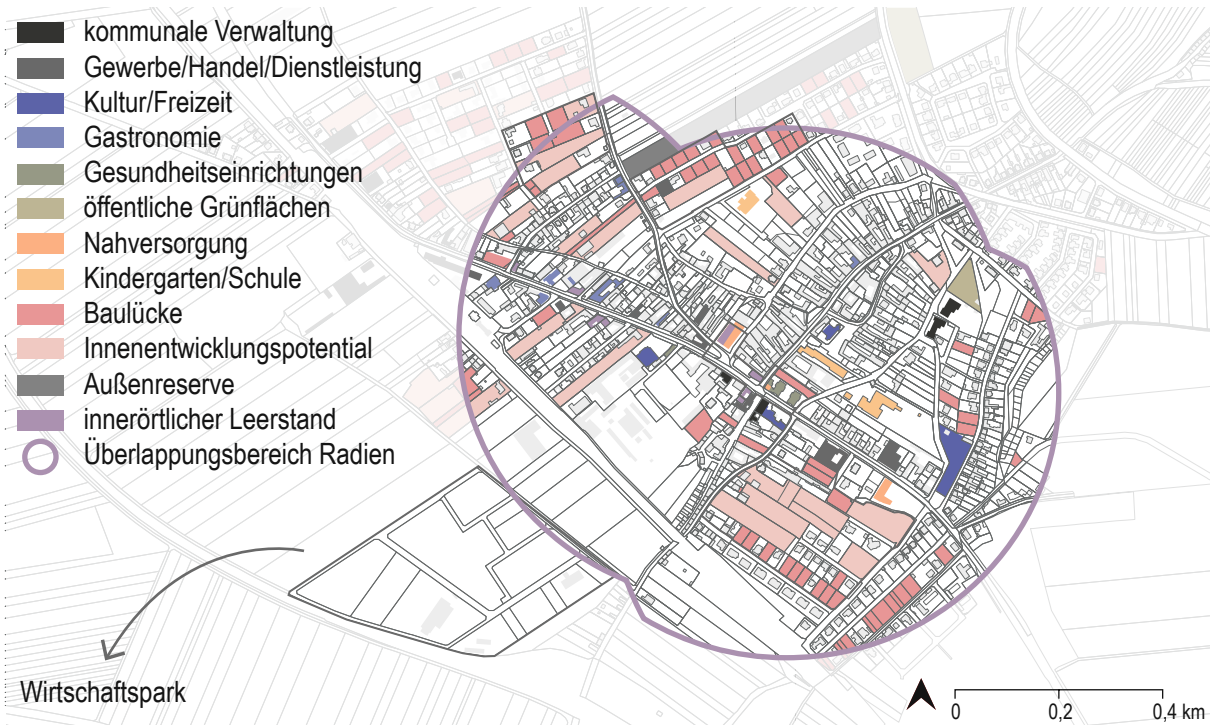 kommunale Verwaltung
Gewerbe/Handel/Dienstleistung
Kultur/Freizeit
Gastronomie
Gesundheitseinrichtungen
öffentliche Grünflächen
Nahversorgung
Kindergarten/Schule
Baulücke
Innenentwicklungspotential
Außenreserve
innerörtlicher Leerstand
Überlappungsbereich Radien
Wirtschaftspark
0 0,2 0,4 km